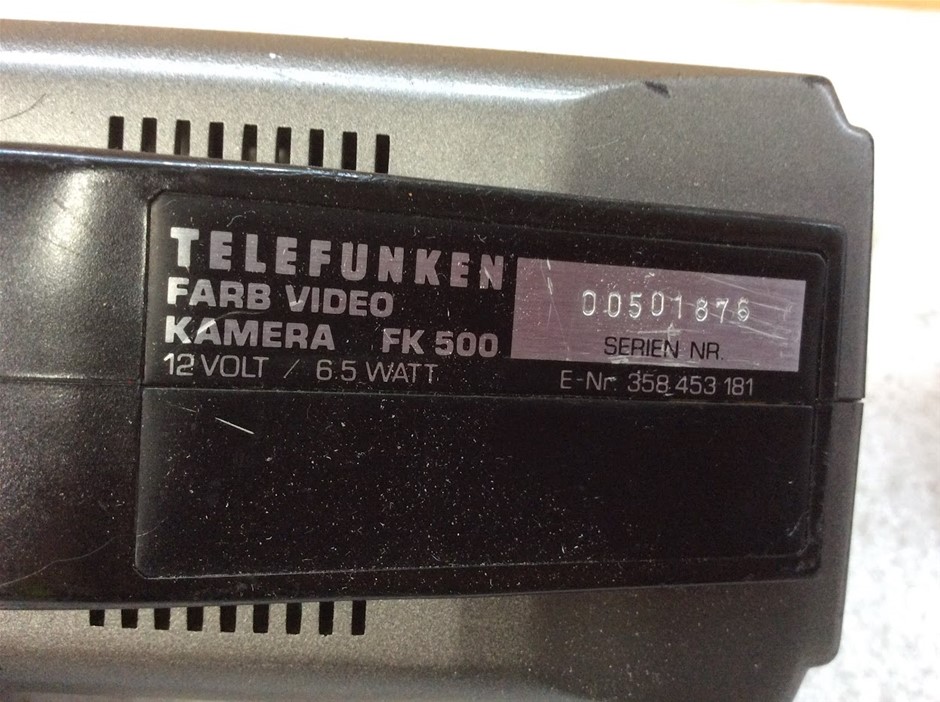 TELEFUNKEN
FARB VIDEO
KAMERA FK 500
12 VOLT / 6.5 WATT
00501876
SERIEN NR.
E-Nr 358 453 181